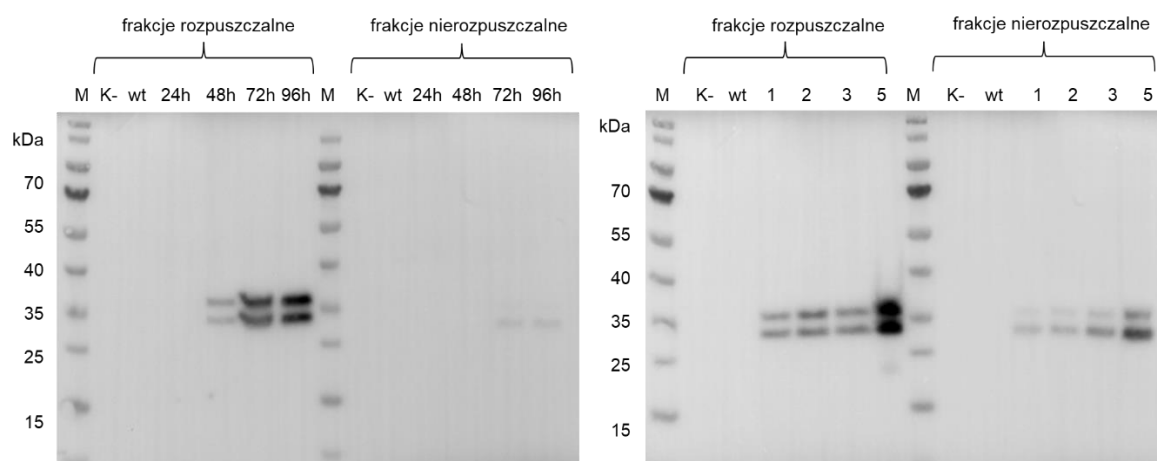 frakcje rozpuszczalne
frakcje nierozpuszczalne
M K- wt 24h 48h 72h 96h M K- wt 24h 48h 72h 96h
kDa
70
55
40
35
25
15
frakcje rozpuszczalne
frakcje nierozpuszczalne
M K- wt 1 2 3 5 M K- wt 1 2 3 5
kDa
70
55
40
35
25
15